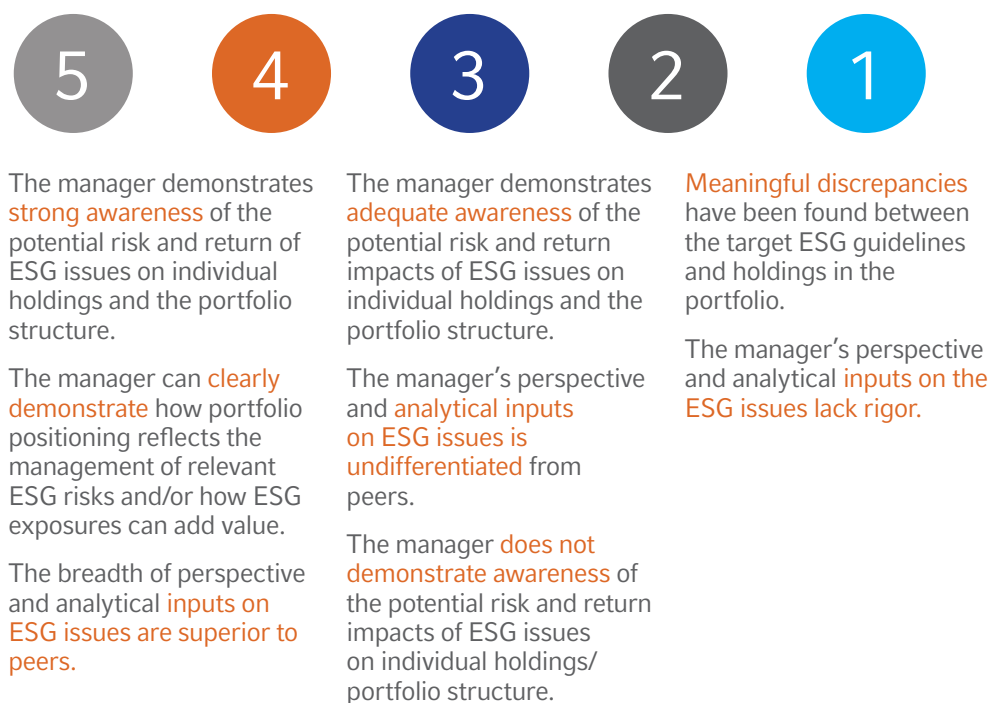 5 4 3 2 1
The manager demonstrates
strong awareness of the
potential risk and return of
ESG issues on individual
holdings and the portfolio
structure.
The manager can clearly
demonstrate how portfolio
positioning reflects the
management of relevant
ESG risks and/or how ESG
exposures can add value.
The breadth of perspective
and analytical inputs on
ESG issues are superior to
peers.
The manager demonstrates
adequate awareness of the
potential risk and return
impacts of ESG issues on
individual holdings and the
portfolio structure.
The manager’s perspective
and analytical inputs
on ESG issues is
undifferentiated from
peers.
The manager does not
demonstrate awareness of
the potential risk and return
impacts of ESG issues
on individual holdings/
portfolio structure.
Meaningful discrepancies
have been found between
the target ESG guidelines
and holdings in the
portfolio.
The manager’s perspective
and analytical inputs on the
ESG issues lack rigor.